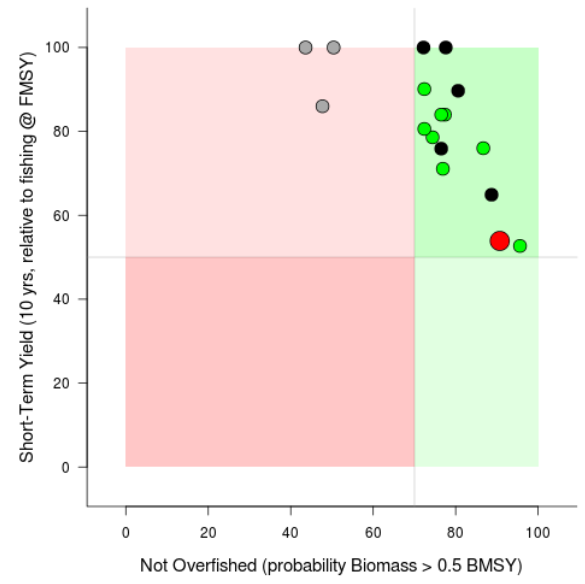 Short-Term Yield (10 yrs, relative to fishing @ FMSY)
100
80
60
40
20
0
0 20 40 60 80 100
Not Overfished (probability Biomass > 0.5 BMSY)